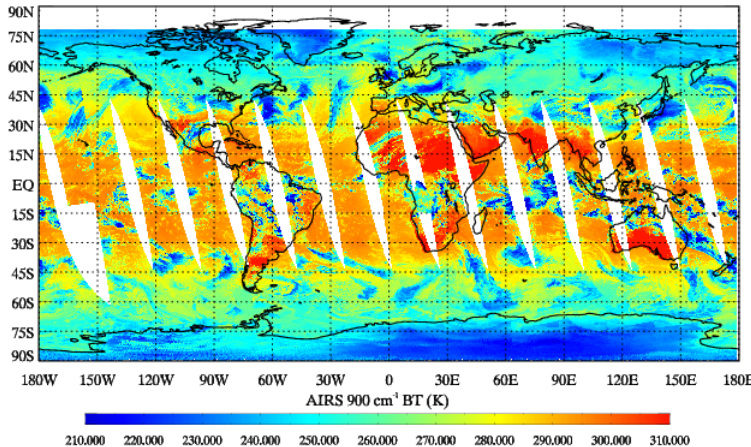 90N
75N
60N
45N
30N
15N
EQ
15S
30S
45S
60S
75S
90S
180W 150W 120W 90W 60W 30W 0 30E 60E 90E 120E 150E 180E
AIRS 900 cm⁻¹ BT (K)
210.000 220.000 230.000 240.000 250.000 260.000 270.000 280.000 290.000 300.000 310.000